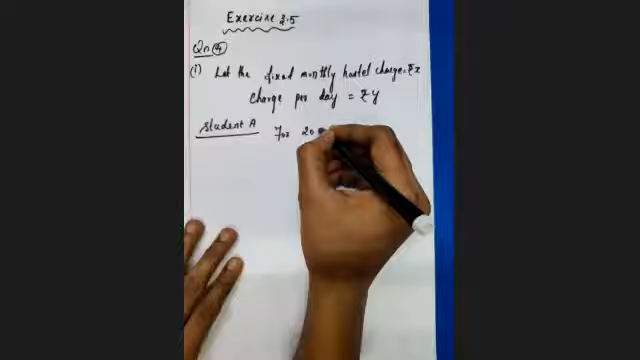 Exercise 3.5
Qn 4
(i) Let the fixed monthly hostel charge = ₹x
Charge per day = ₹y
Student A For 20